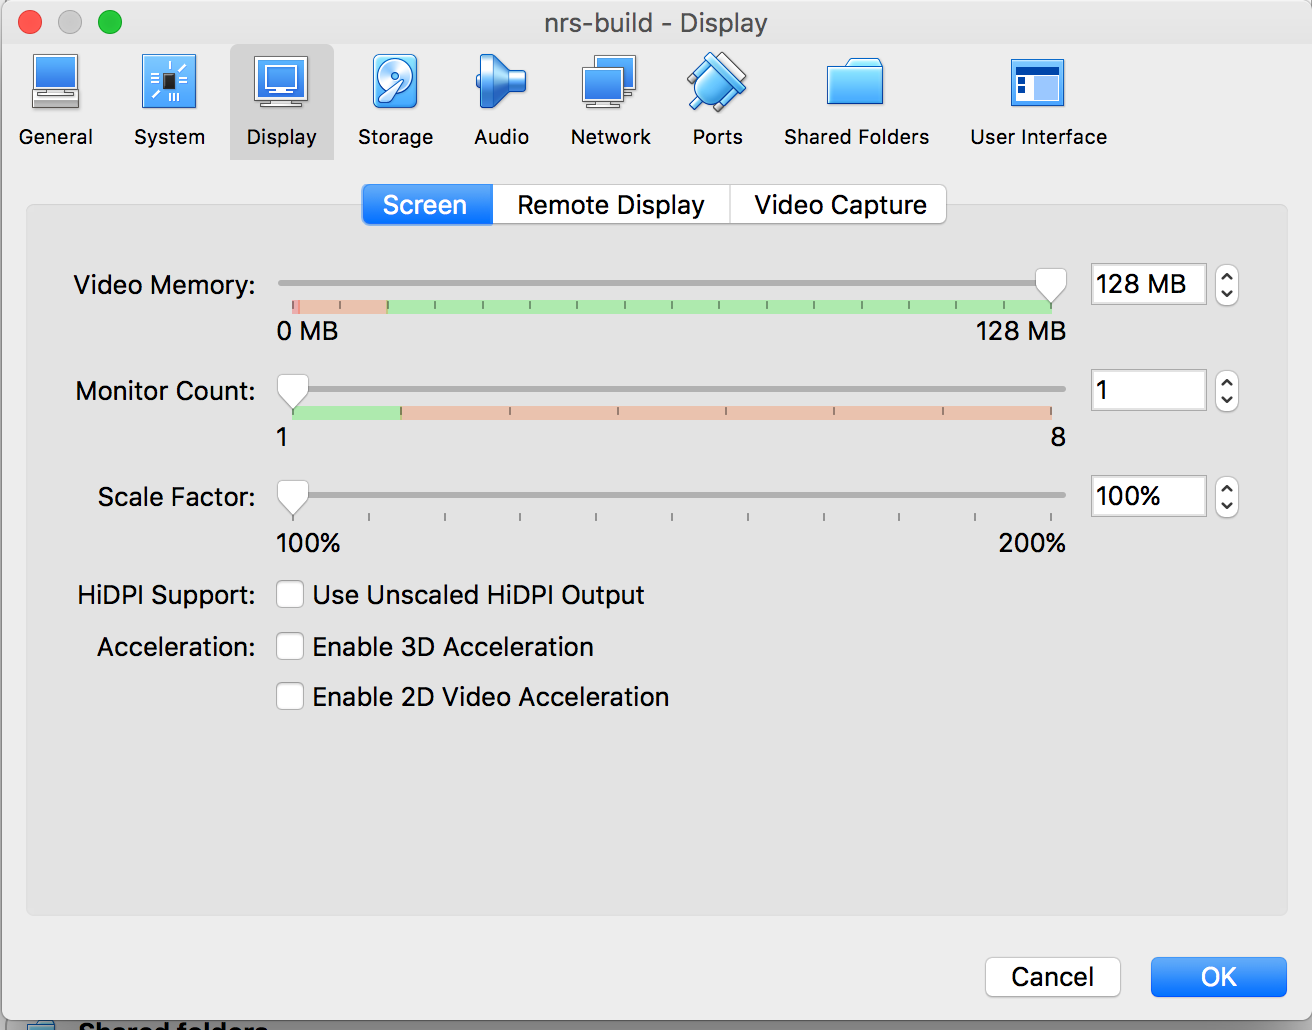 nrs-build - Display
General System Display Storage Audio Network Ports Shared Folders User Interface
Screen Remote Display Video Capture
Video Memory: 128 MB
0 MB 128 MB
Monitor Count: 1
1 8
Scale Factor: 100%
100% 200%
HiDPI Support: Use Unscaled HiDPI Output
Acceleration: Enable 3D Acceleration
Enable 2D Video Acceleration
Cancel OK
Shared folders